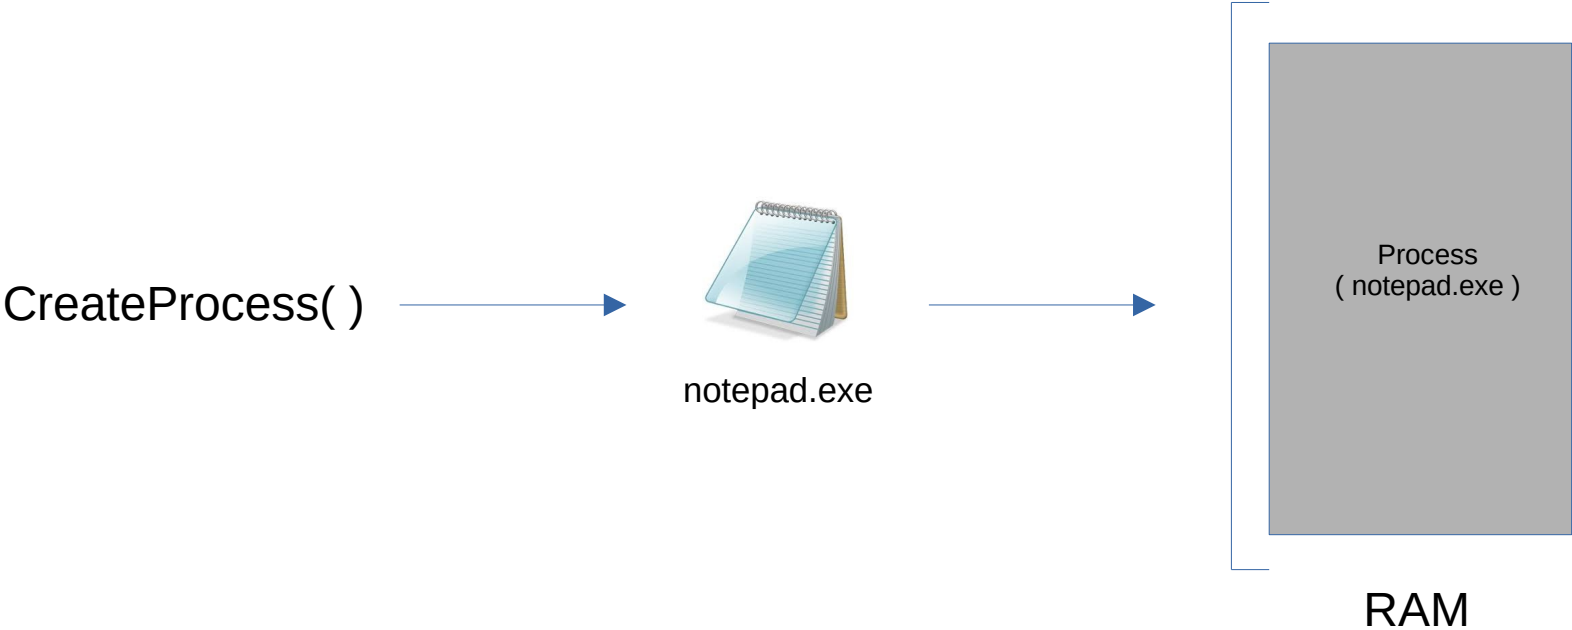 CreateProcess( )
notepad.exe
Process
( notepad.exe )
RAM